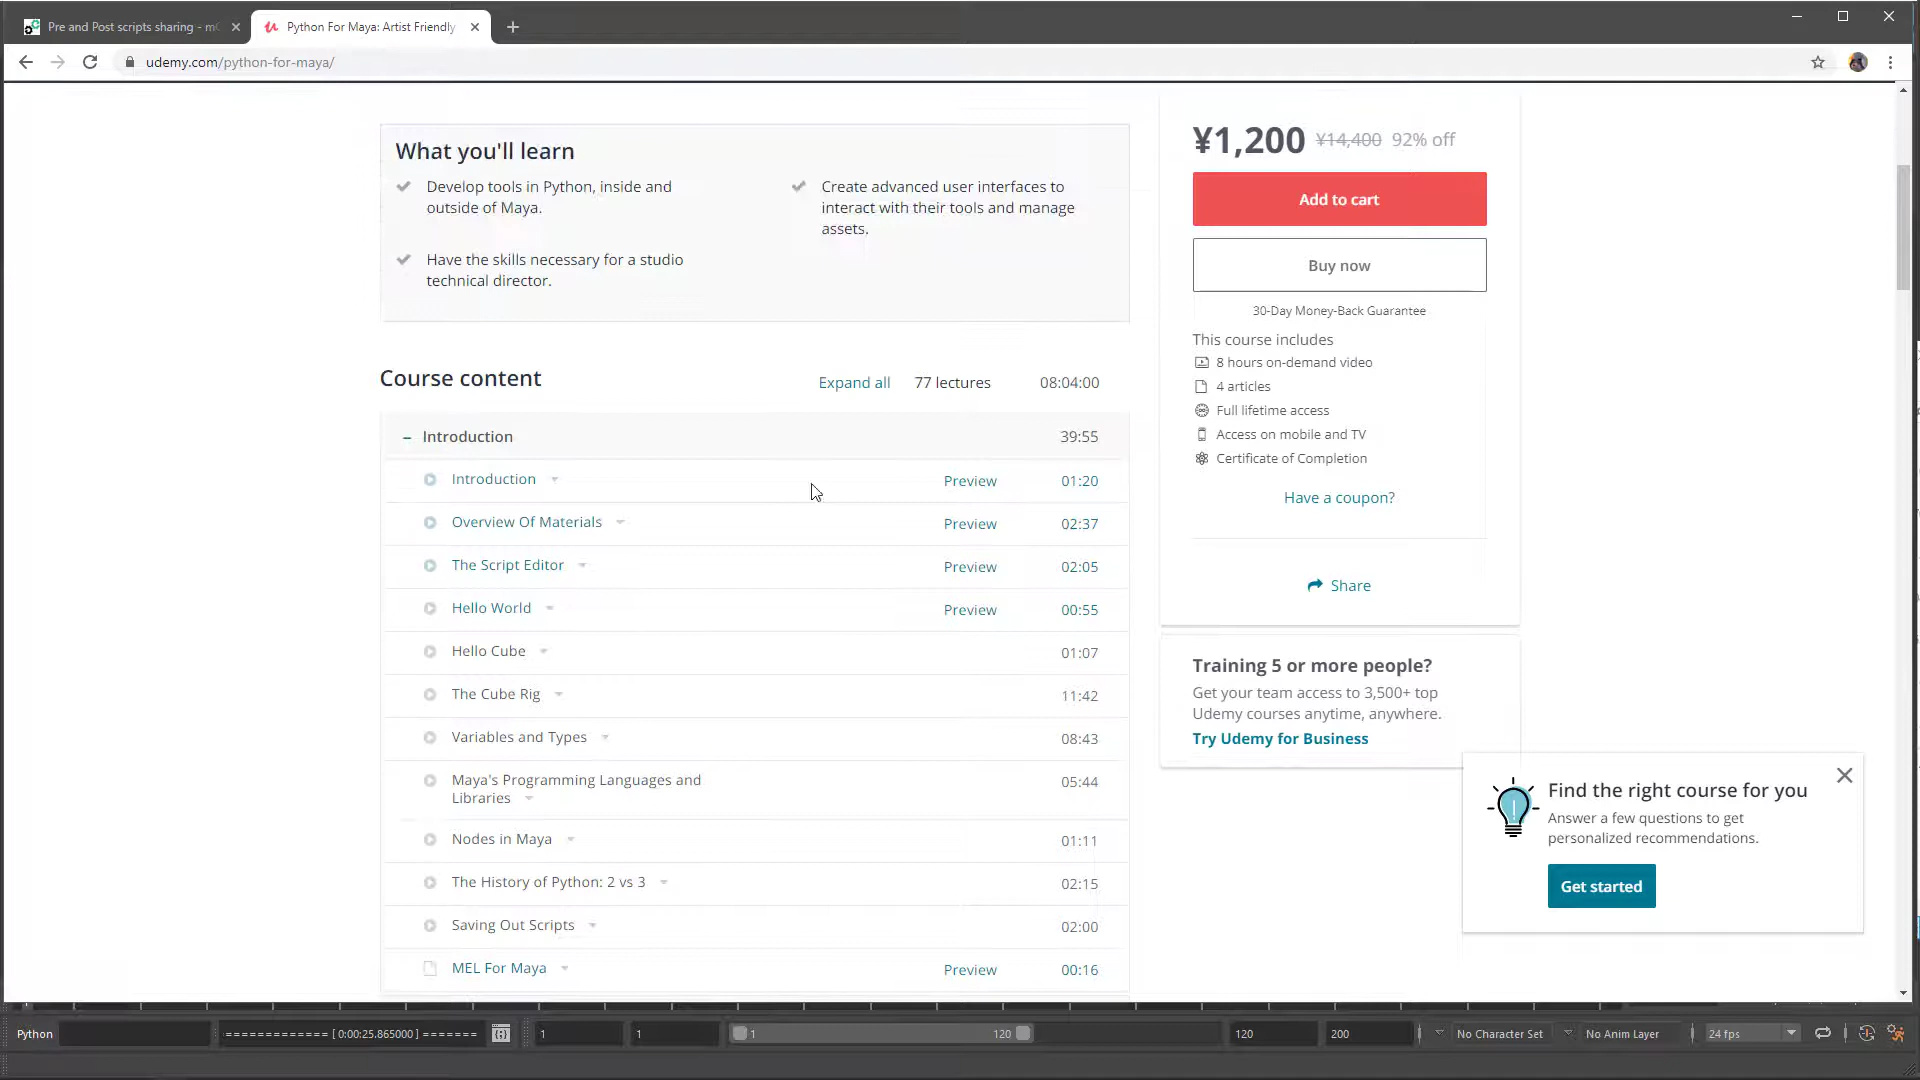 Pre and Post scripts sharing - m
Python For Maya: Artist Friendly
udemy.com/python-for-maya/
What you'll learn
Develop tools in Python, inside and
outside of Maya.
Have the skills necessary for a studio
technical director.
Create advanced user interfaces to
interact with their tools and manage
assets.
¥1,200 ¥14,400 92% off
Add to cart
Buy now
30-Day Money-Back Guarantee
This course includes
8 hours on-demand video
4 articles
Full lifetime access
Access on mobile and TV
Certificate of Completion
Have a coupon?
Share
Training 5 or more people?
Get your team access to 3,500+ top
Udemy courses anytime, anywhere.
Try Udemy for Business
Course content Expand all 77 lectures 08:04:00
– Introduction 39:55
Introduction Preview 01:20
Overview Of Materials Preview 02:37
The Script Editor Preview 02:05
Hello World Preview 00:55
Hello Cube 01:07
The Cube Rig 11:42
Variables and Types 08:43
Maya's Programming Languages and
Libraries 05:44
Nodes in Maya 01:11
The History of Python: 2 vs 3 02:15
Saving Out Scripts 02:00
MEL For Maya Preview 00:16
Find the right course for you
Answer a few questions to get
personalized recommendations.
Get started
Python ============= [ 0:00:25.865000 ] ======= 1 1 1 120 120 200 No Character Set No Anim Layer 24 fps